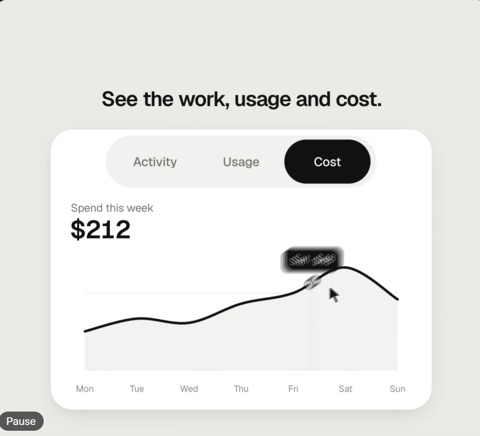 See the work, usage and cost.
Activity Usage Cost
Spend this week
$212
Mon Tue Wed Thu Fri Sat Sun
Pause